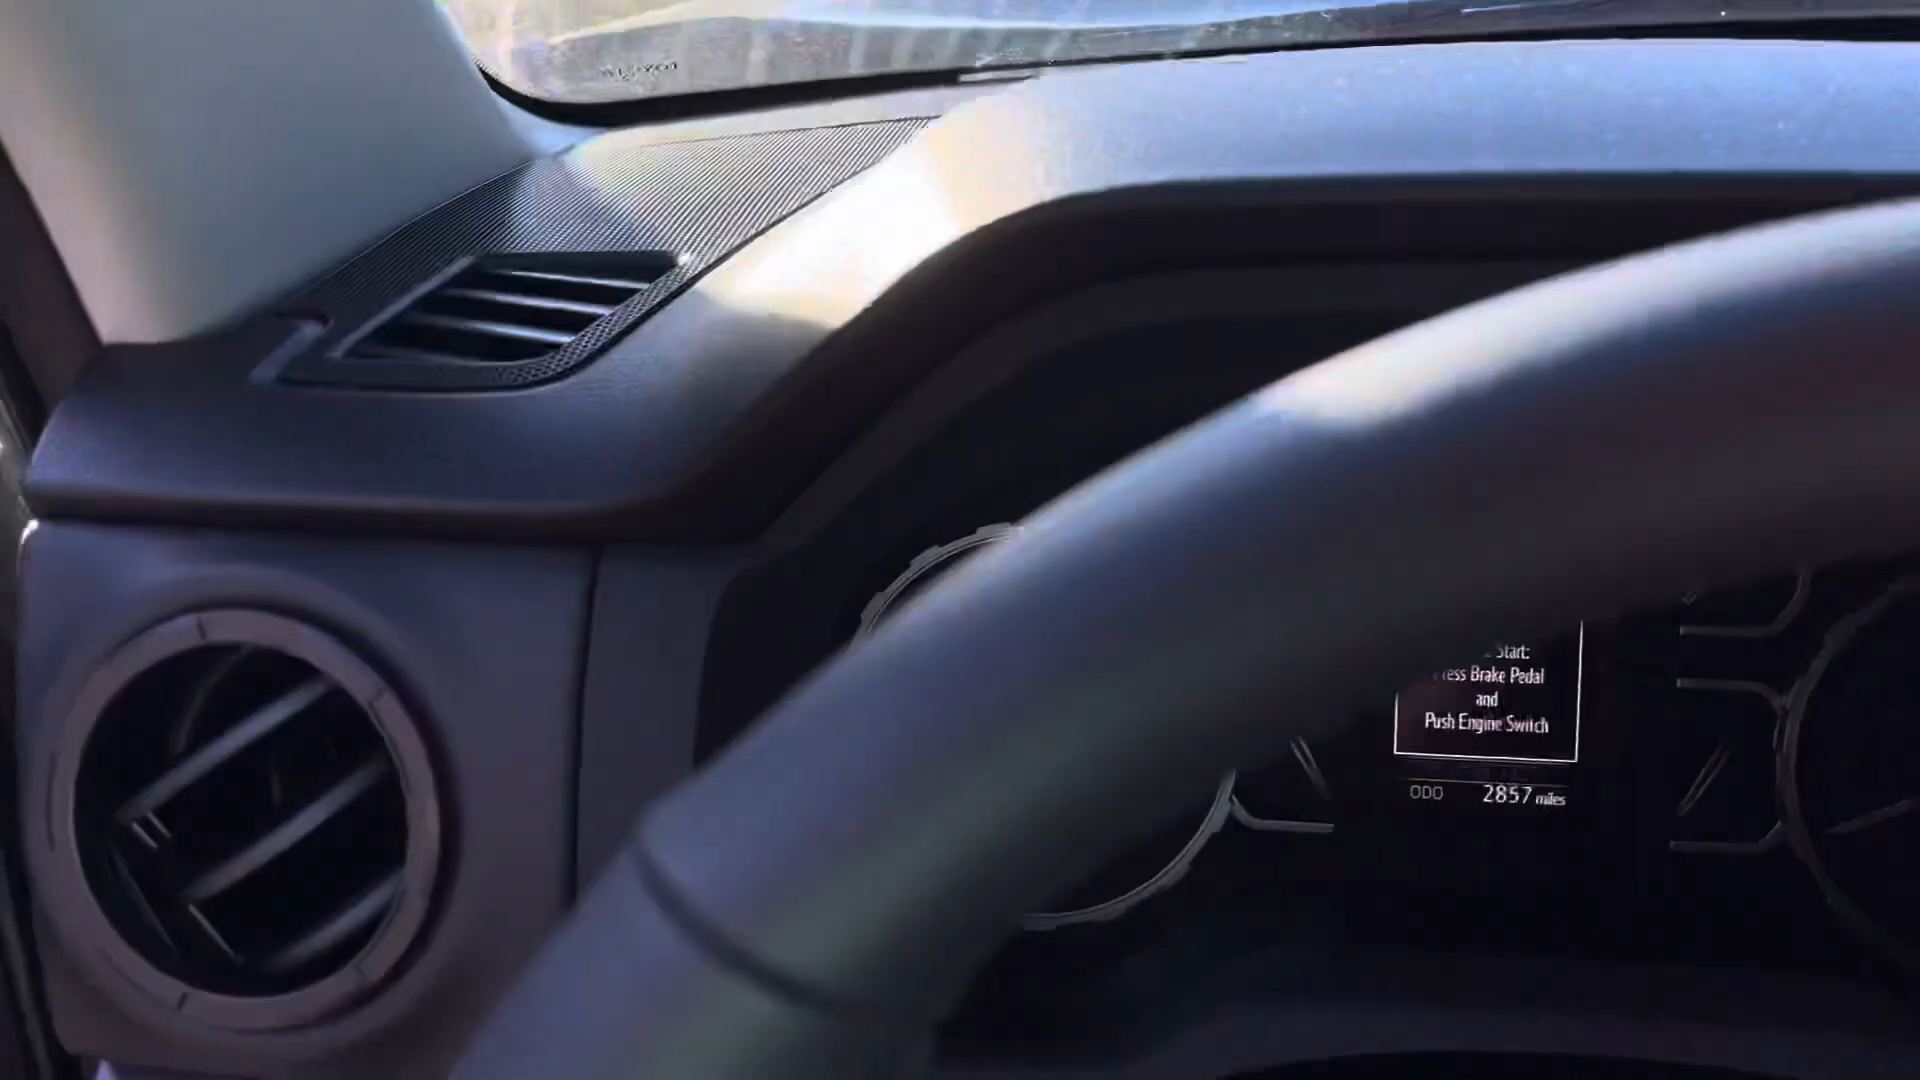 Start:
Brake Pedal
and
Push Engine Switch
ODO 2857 miles